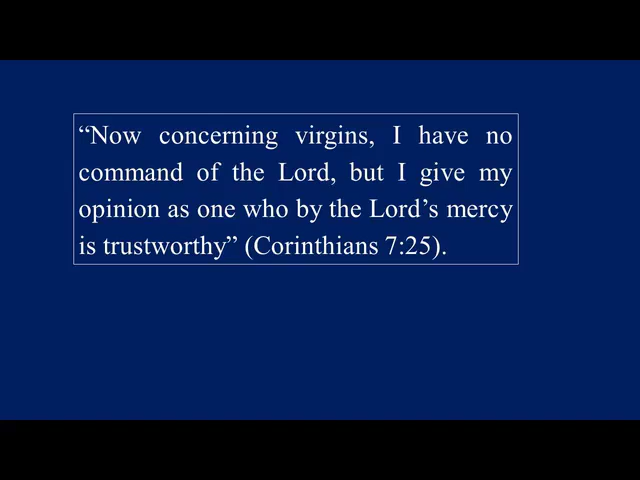 “Now concerning virgins, I have no
command of the Lord, but I give my
opinion as one who by the Lord’s mercy
is trustworthy” (Corinthians 7:25).